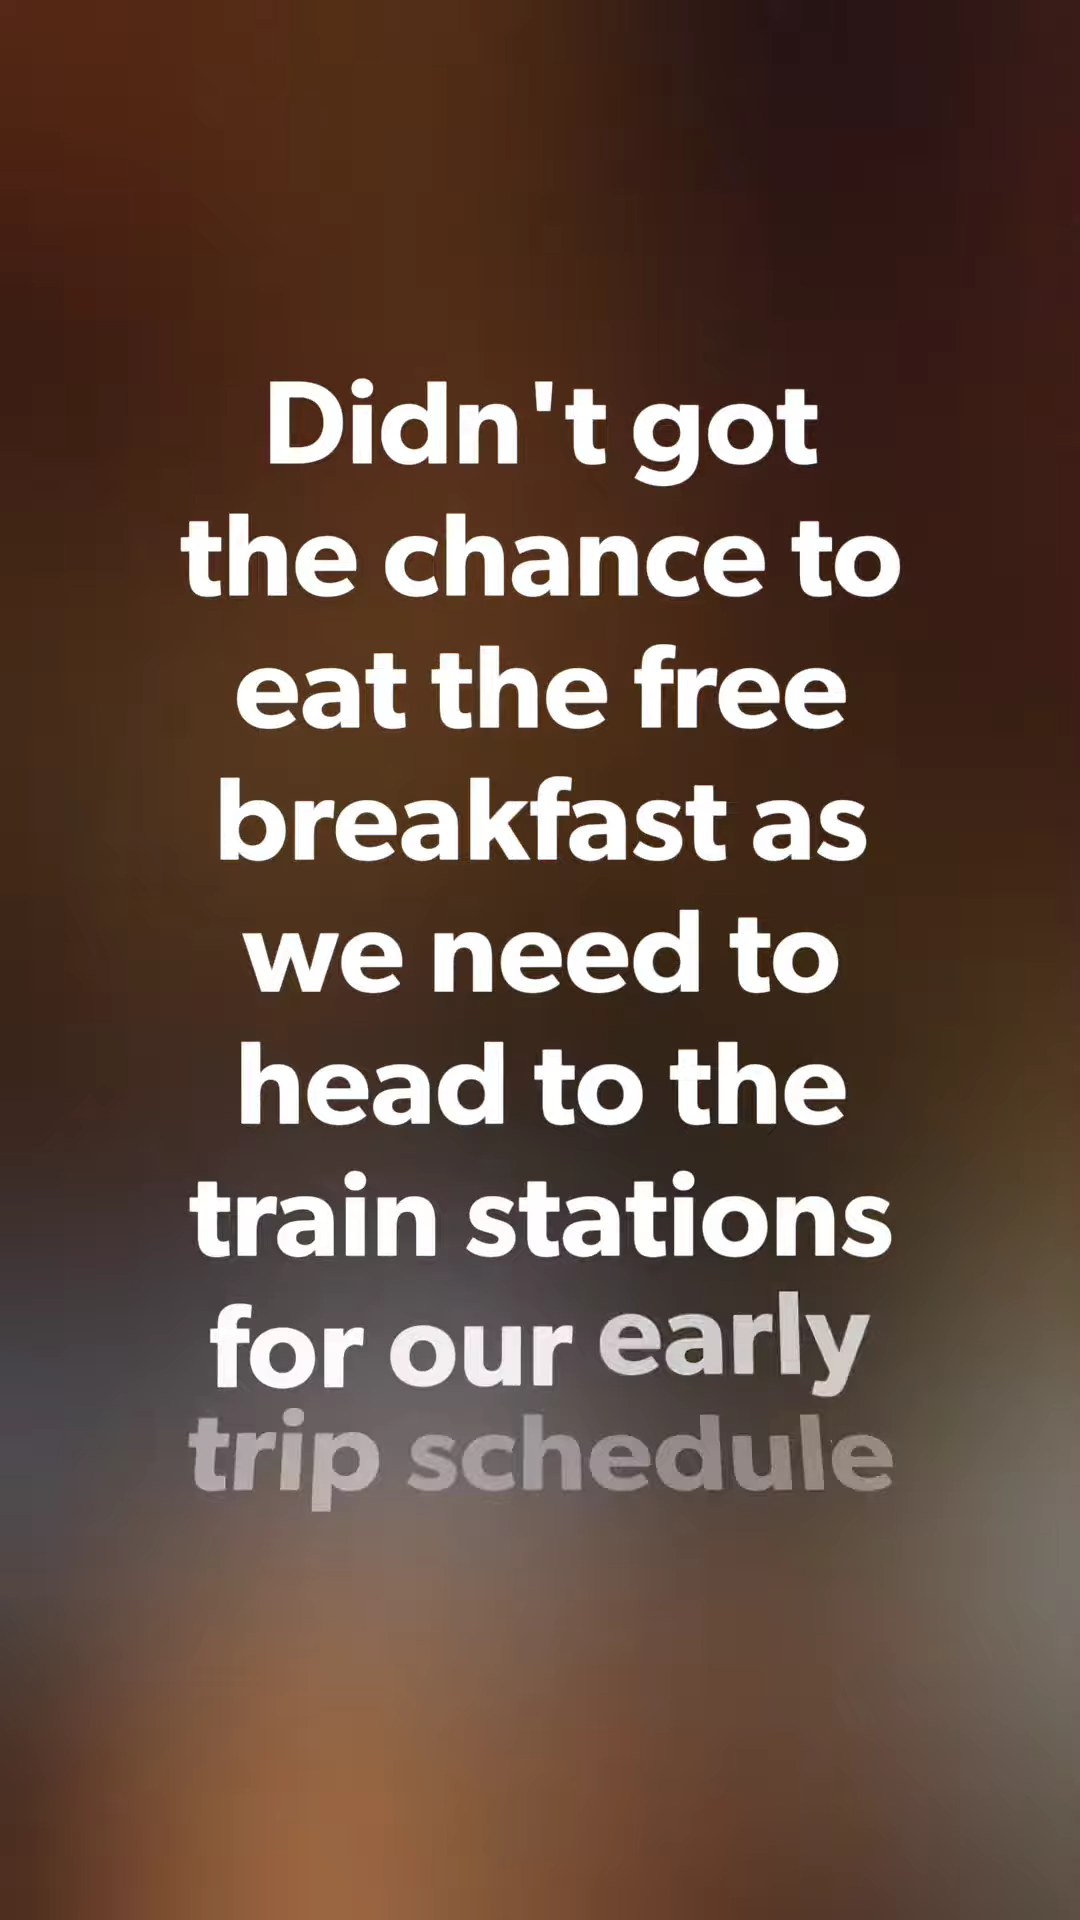 Didn't got
the chance to
eat the free
breakfast as
we need to
head to the
train stations
for our early
trip schedule